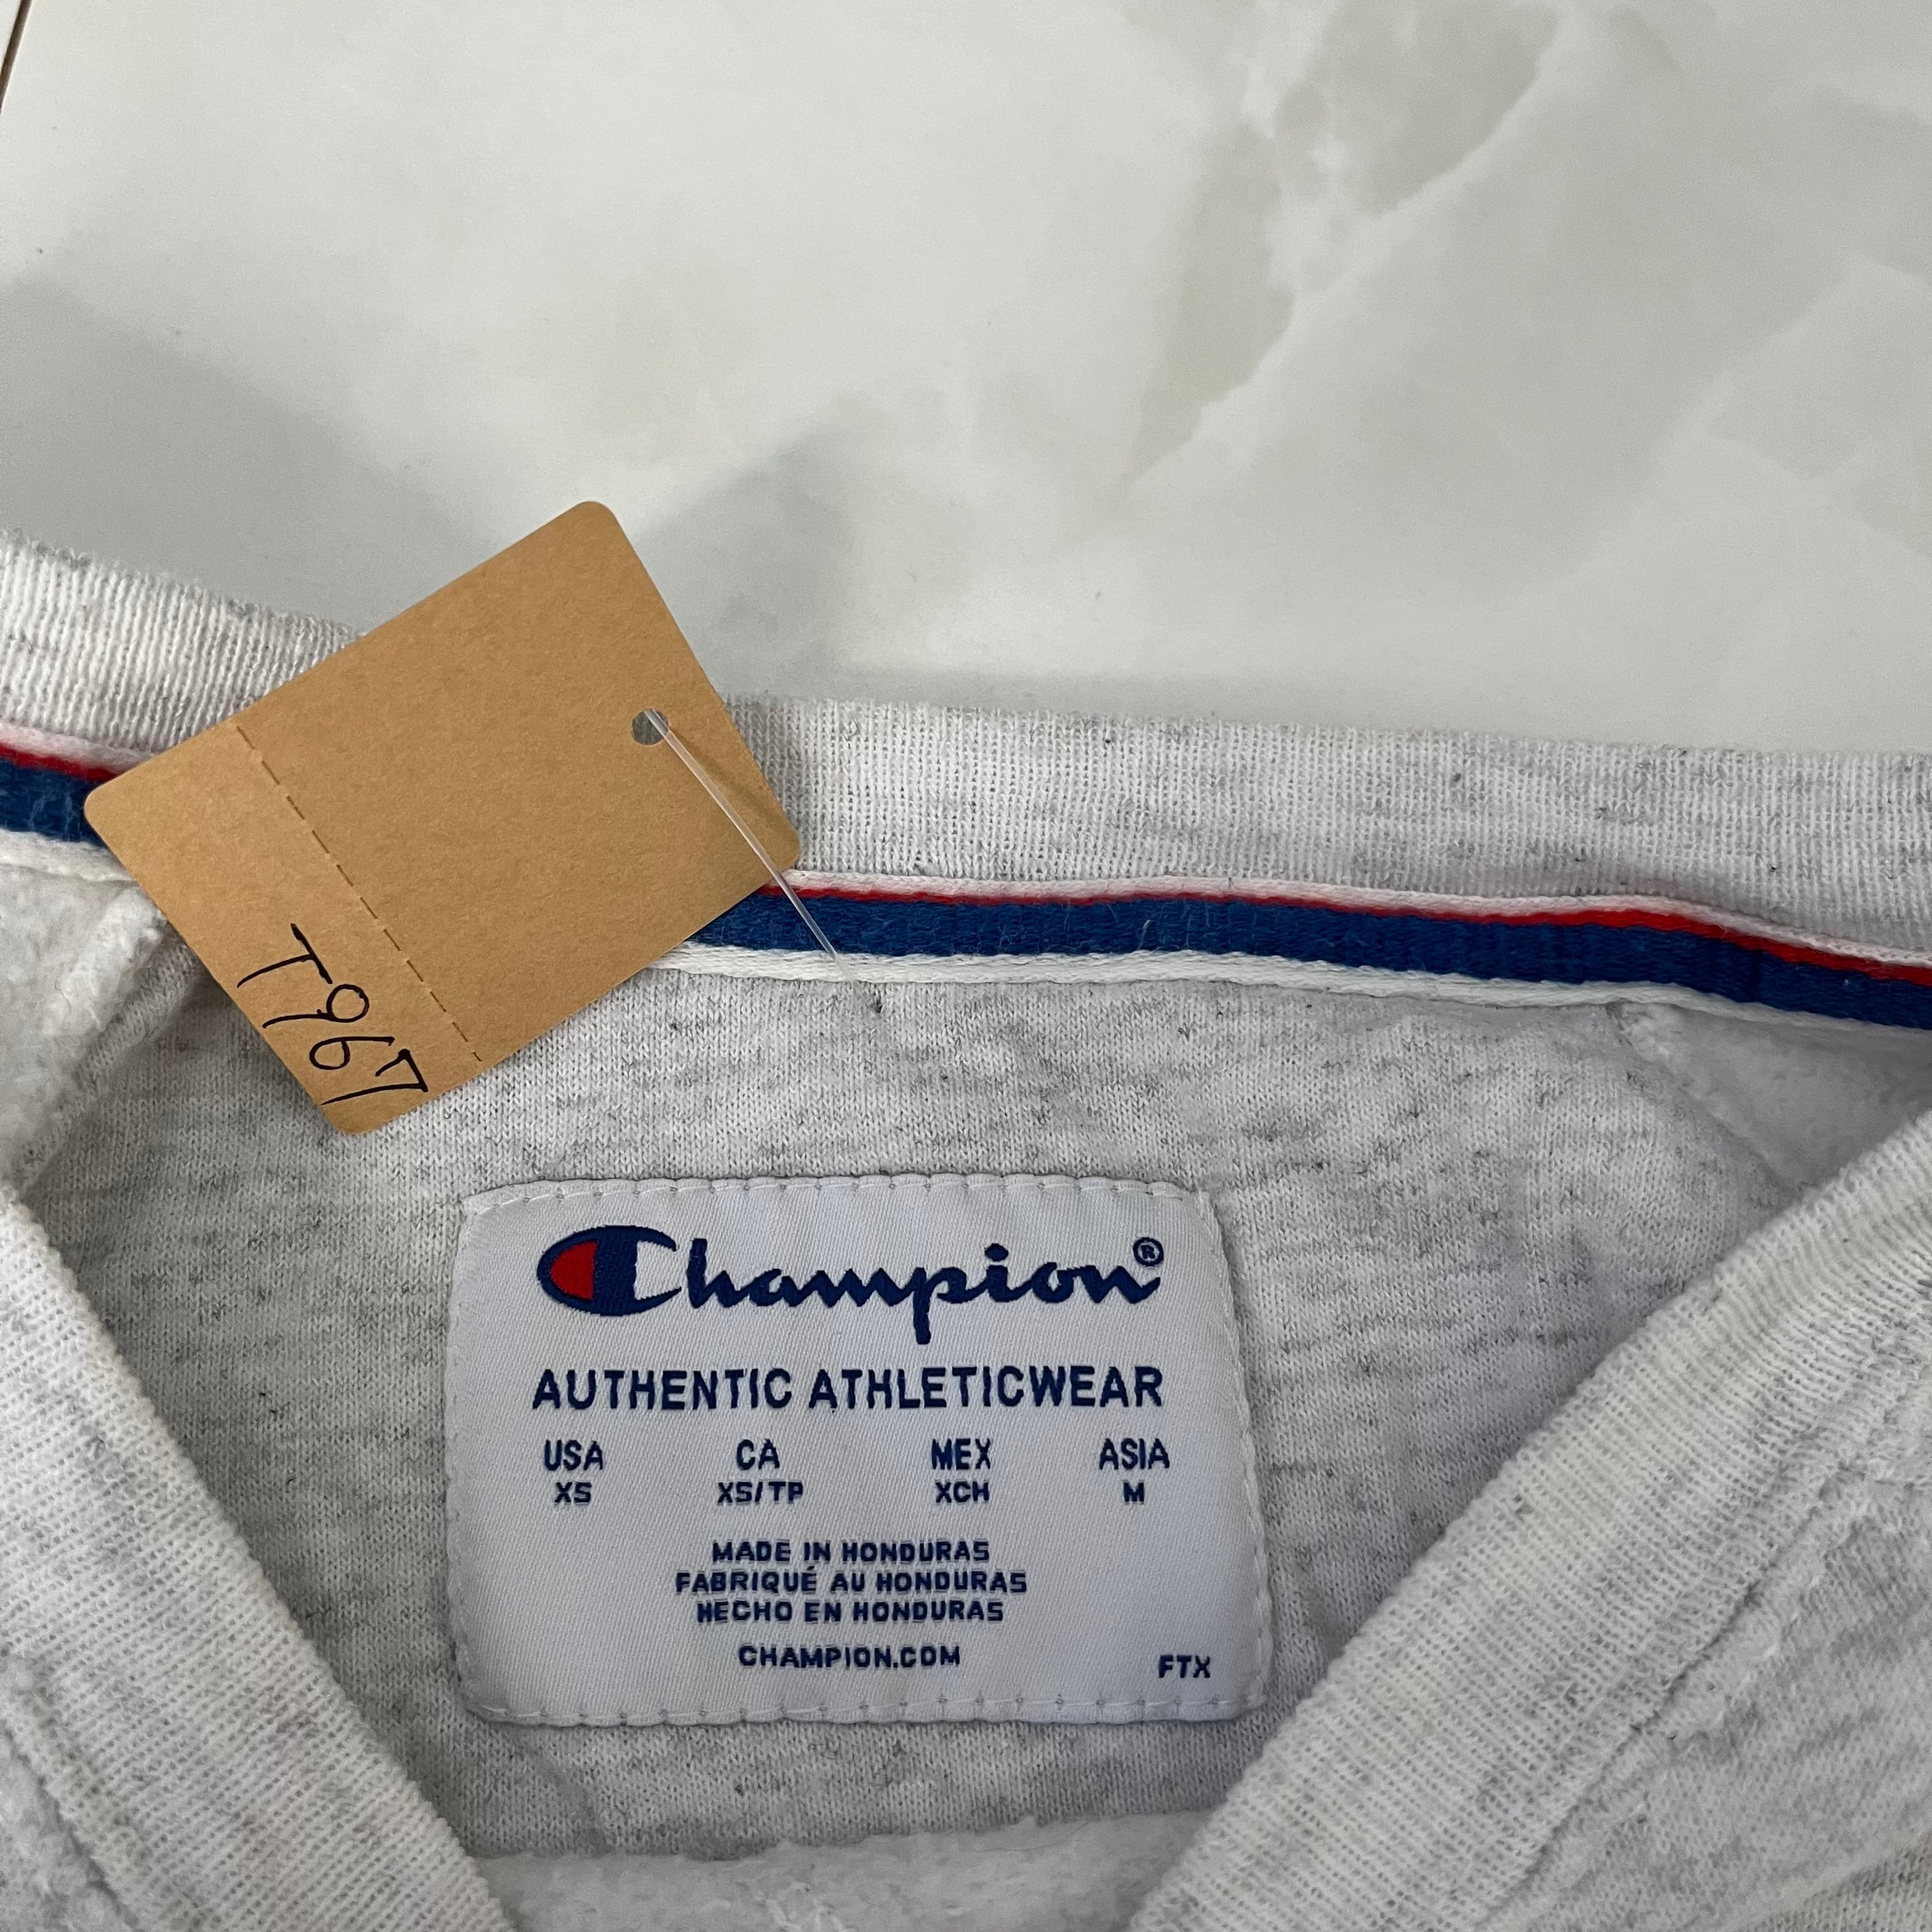 T967
Champion®
AUTHENTIC ATHLETICWEAR
USA CA MEX ASIA
XS XS/TP XCH M
MADE IN HONDURAS
FABRIQUÉ AU HONDURAS
HECHO EN HONDURAS
CHAMPION.COM
FTX